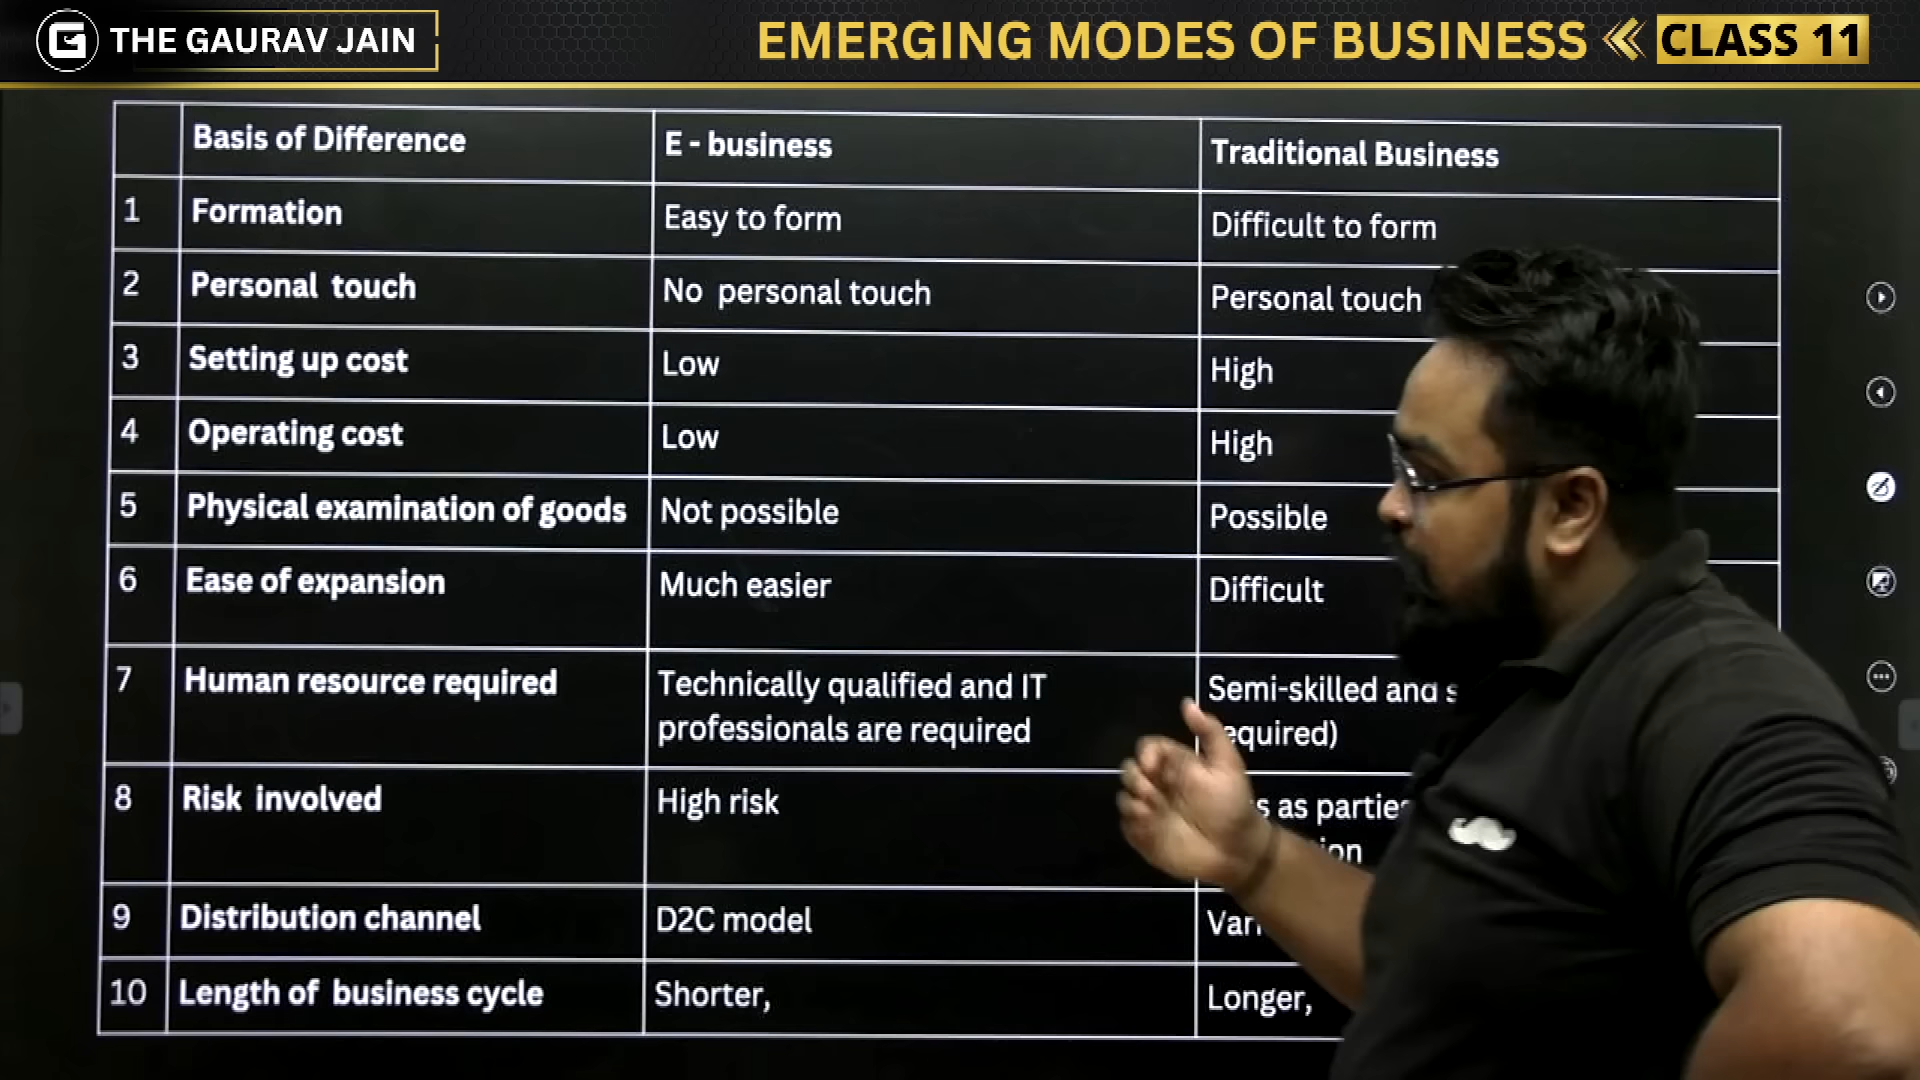 G THE GAURAV JAIN
EMERGING MODES OF BUSINESS CLASS 11
Basis of Difference E - business Traditional Business
1 Formation Easy to form Difficult to form
2 Personal touch No personal touch Personal touch
3 Setting up cost Low High
4 Operating cost Low High
5 Physical examination of goods Not possible Possible
6 Ease of expansion Much easier Difficult
7 Human resource required Technically qualified and IT Semi-skilled and
professionals are required
8 Risk involved High risk as
9 Distribution channel D2C model
10 Length of business cycle Shorter, Longer,